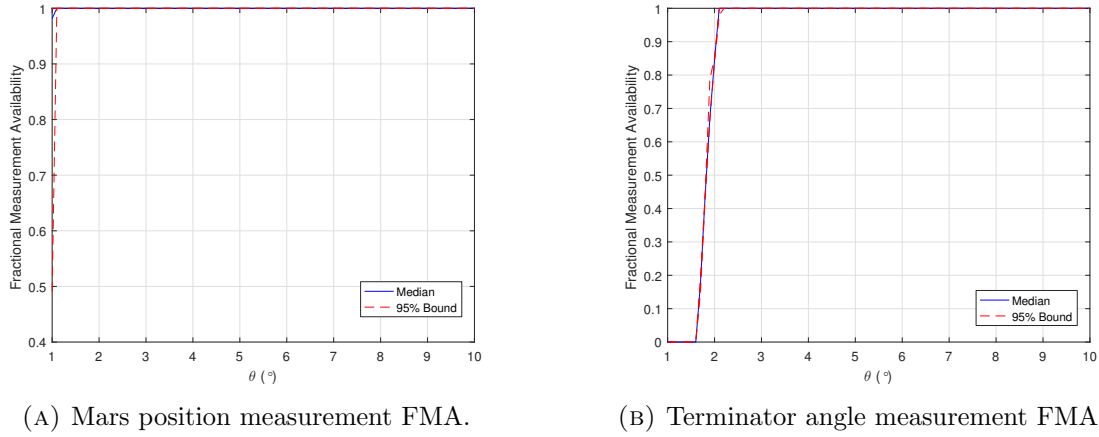 1
0.9
0.8
0.7
0.6
0.5
0.4
1 2 3 4 5 6 7 8 9 10
Fractional Measurement Availability
θ (°)
Median
95% Bound
(A) Mars position measurement FMA.
1
0.9
0.8
0.7
0.6
0.5
0.4
0.3
0.2
0.1
0
1 2 3 4 5 6 7 8 9 10
Fractional Measurement Availability
θ (°)
Median
95% Bound
(B) Terminator angle measurement FMA